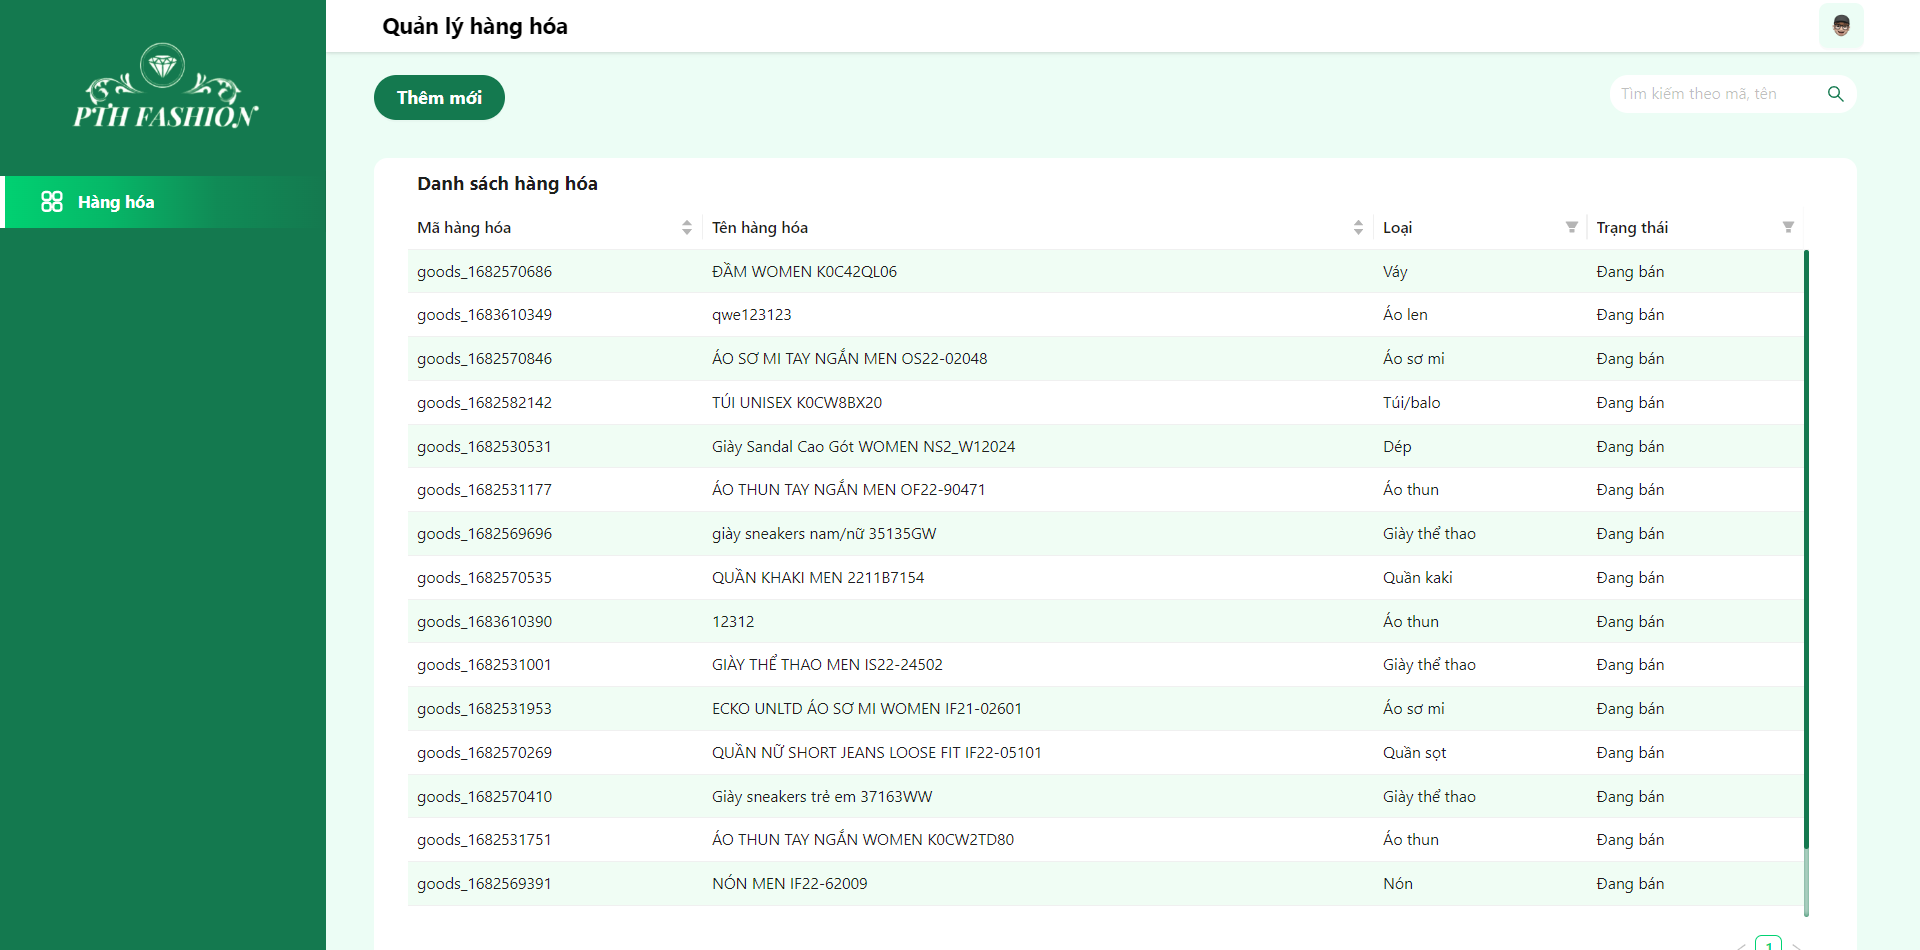 PTH FASHION
Hàng hóa
Quản lý hàng hóa
Thêm mới
Tìm kiếm theo mã, tên
Danh sách hàng hóa
Mã hàng hóa Tên hàng hóa Loại Trạng thái
goods_1682570686 ĐẦM WOMEN K0C42QL06 Váy Đang bán
goods_1683610349 qwe123123 Áo len Đang bán
goods_1682570846 ÁO SƠ MI TAY NGẮN MEN OS22-02048 Áo sơ mi Đang bán
goods_1682582142 TÚI UNISEX K0CW8BX20 Túi/balo Đang bán
goods_1682530531 Giày Sandal Cao Gót WOMEN NS2_W12024 Dép Đang bán
goods_1682531177 ÁO THUN TAY NGẮN MEN OF22-90471 Áo thun Đang bán
goods_1682569696 giày sneakers nam/nữ 35135GW Giày thể thao Đang bán
goods_1682570535 QUẦN KHAKI MEN 2211B7154 Quần kaki Đang bán
goods_1683610390 12312 Áo thun Đang bán
goods_1682531001 GIÀY THỂ THAO MEN IS22-24502 Giày thể thao Đang bán
goods_1682531953 ECKO UNLTD ÁO SƠ MI WOMEN IF21-02601 Áo sơ mi Đang bán
goods_1682570269 QUẦN NỮ SHORT JEANS LOOSE FIT IF22-05101 Quần sọt Đang bán
goods_1682570410 Giày sneakers trẻ em 37163WW Giày thể thao Đang bán
goods_1682531751 ÁO THUN TAY NGẮN WOMEN K0CW2TD80 Áo thun Đang bán
goods_1682569391 NÓN MEN IF22-62009 Nón Đang bán
1